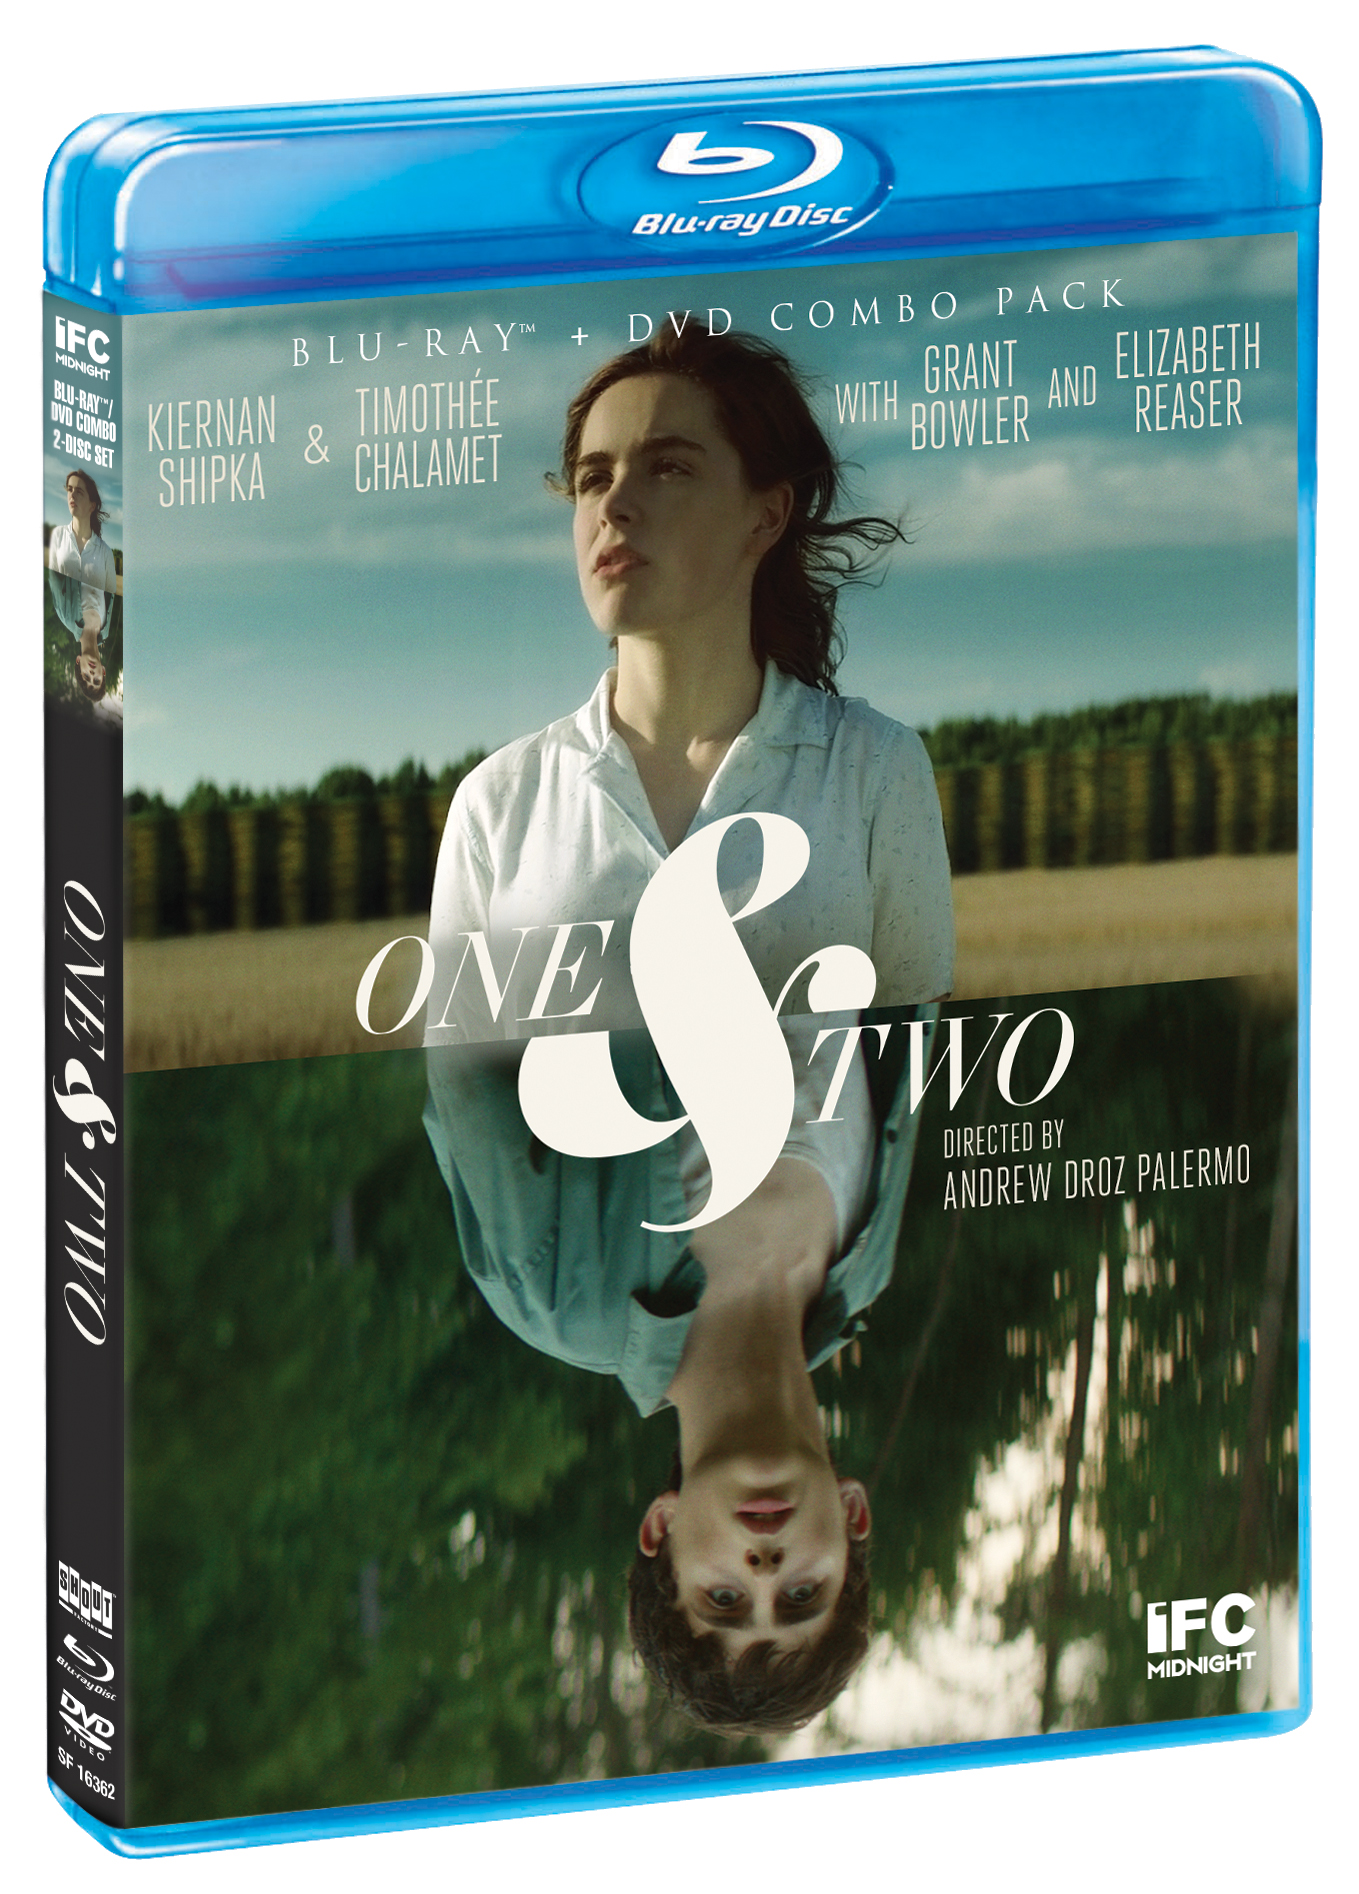 Blu-ray Disc
BLU-RAY™ + DVD COMBO PACK
KIERNAN
SHIPKA
&
TIMOTHÉE
CHALAMET
WITH
GRANT
BOWLER
AND
ELIZABETH
REASER
ONE
&
TWO
DIRECTED BY
ANDREW DROZ PALERMO
IFC
MIDNIGHT
IFC
MIDNIGHT
BLU-RAY™/
DVD COMBO
2-DISC SET
ONE & TWO
SHOUT™
FACTORY
Blu-ray Disc
DVD
VIDEO
SF 16362